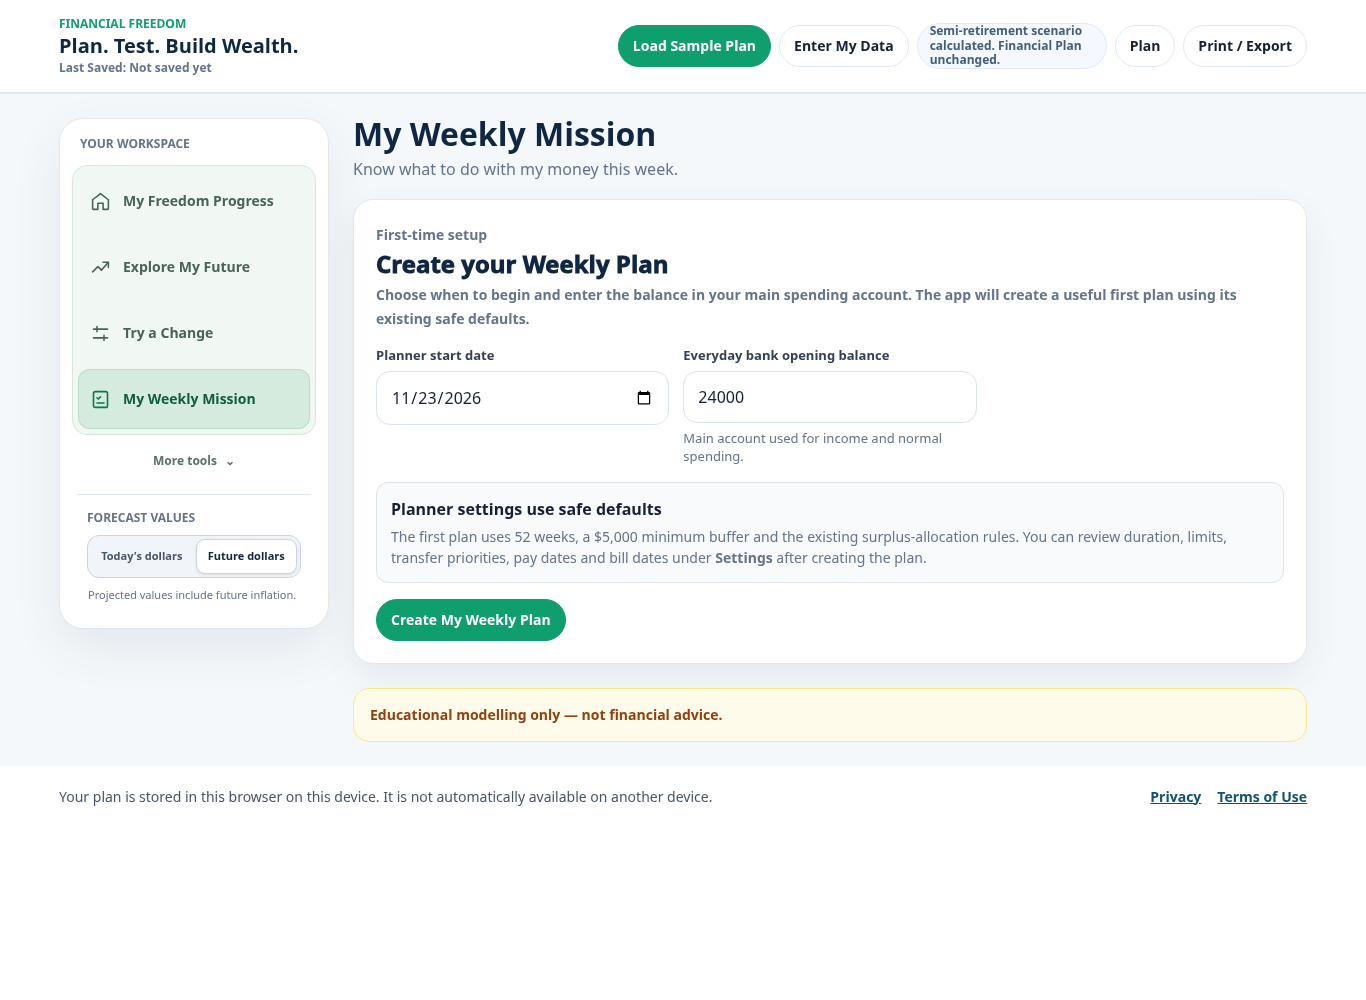 FINANCIAL FREEDOM
Plan. Test. Build Wealth.
Last Saved: Not saved yet
Load Sample Plan
Enter My Data
Semi-retirement scenario
calculated. Financial Plan
unchanged.
Plan
Print / Export
YOUR WORKSPACE
My Freedom Progress
Explore My Future
Try a Change
My Weekly Mission
More tools
FORECAST VALUES
Today's dollars
Future dollars
Projected values include future inflation.
My Weekly Mission
Know what to do with my money this week.
First-time setup
Create your Weekly Plan
Choose when to begin and enter the balance in your main spending account. The app will create a useful first plan using its
existing safe defaults.
Planner start date
11/23/2026
Everyday bank opening balance
24000
Main account used for income and normal
spending.
Planner settings use safe defaults
The first plan uses 52 weeks, a $5,000 minimum buffer and the existing surplus-allocation rules. You can review duration, limits,
transfer priorities, pay dates and bill dates under Settings after creating the plan.
Create My Weekly Plan
Educational modelling only — not financial advice.
Your plan is stored in this browser on this device. It is not automatically available on another device.
Privacy
Terms of Use